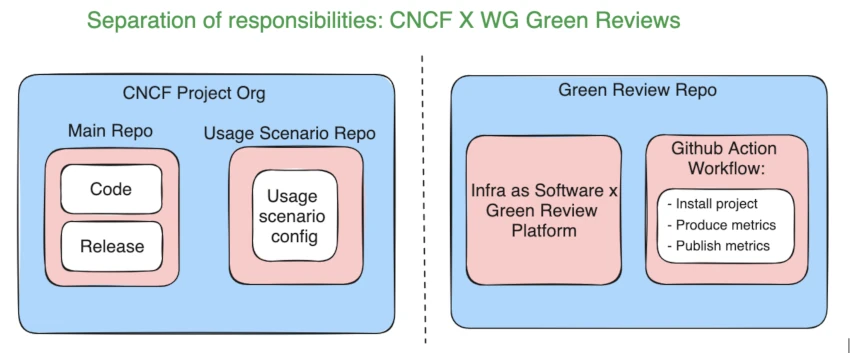 Separation of responsibilities: CNCF X WG Green Reviews
CNCF Project Org
Main Repo
Code
Release
Usage Scenario Repo
Usage
scenario
config
Green Review Repo
Infra as Software x
Green Review
Platform
Github Action
Workflow:
- Install project
- Produce metrics
- Publish metrics